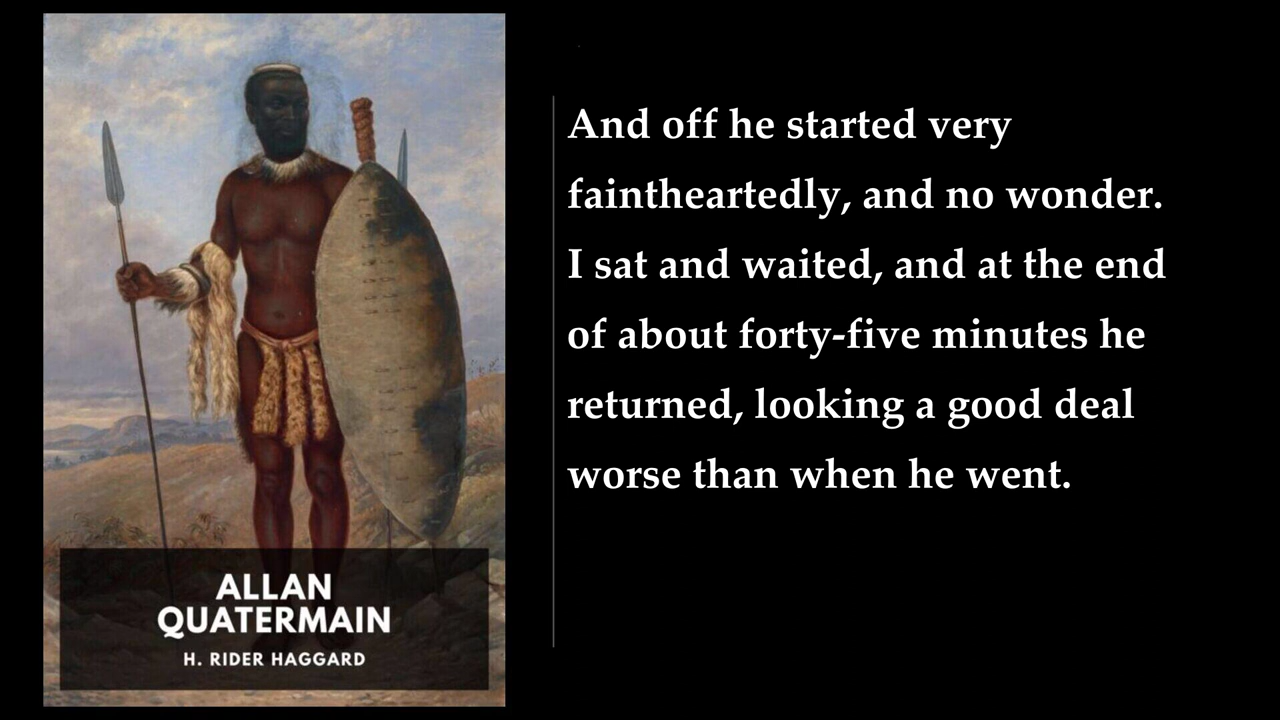 ALLAN
QUATERMAIN
H. RIDER HAGGARD
And off he started very
faintheartedly, and no wonder.
I sat and waited, and at the end
of about forty-five minutes he
returned, looking a good deal
worse than when he went.